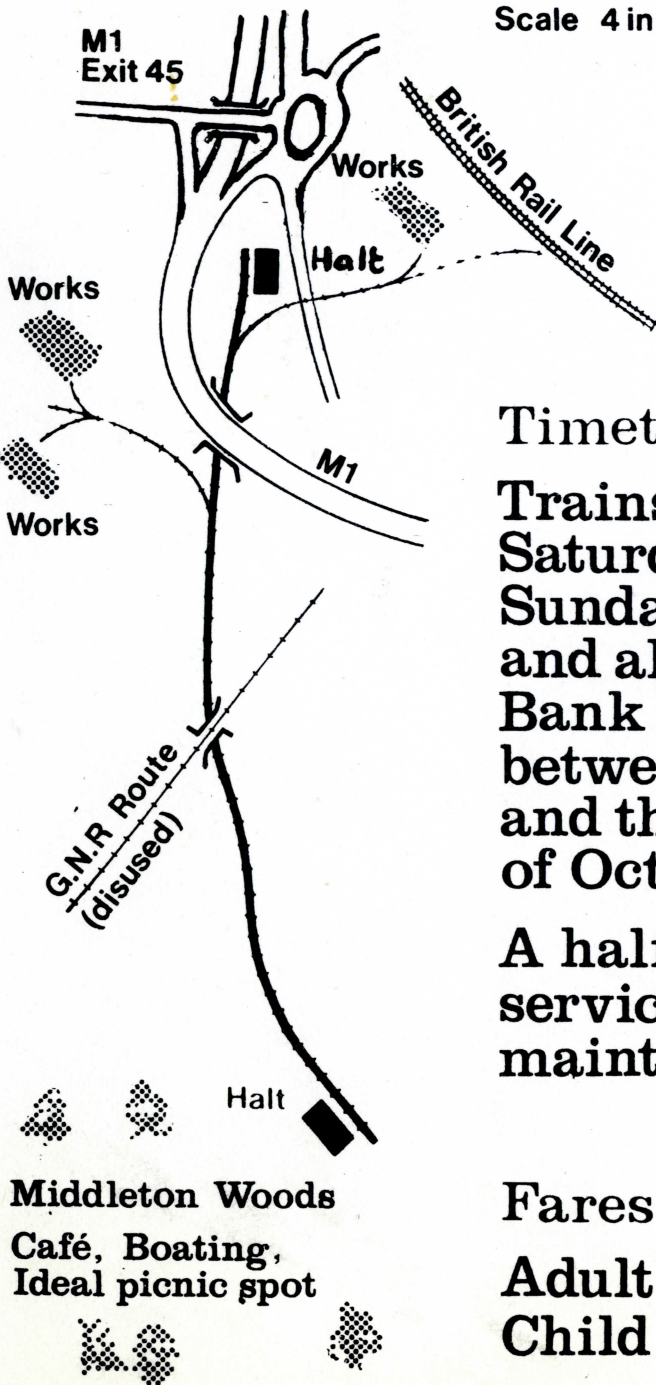 Scale 4 in
M1
Exit 45
British Rail Line
Works
Halt
Works
M1
Works
G.N.R Route
(disused)
Halt
Middleton Woods
Café, Boating,
Ideal picnic spot
Timet
Trains
Saturd
Sunda
and al
Bank
betwe
and th
of Oct
A half
servic
maint
Fares
Adult
Child